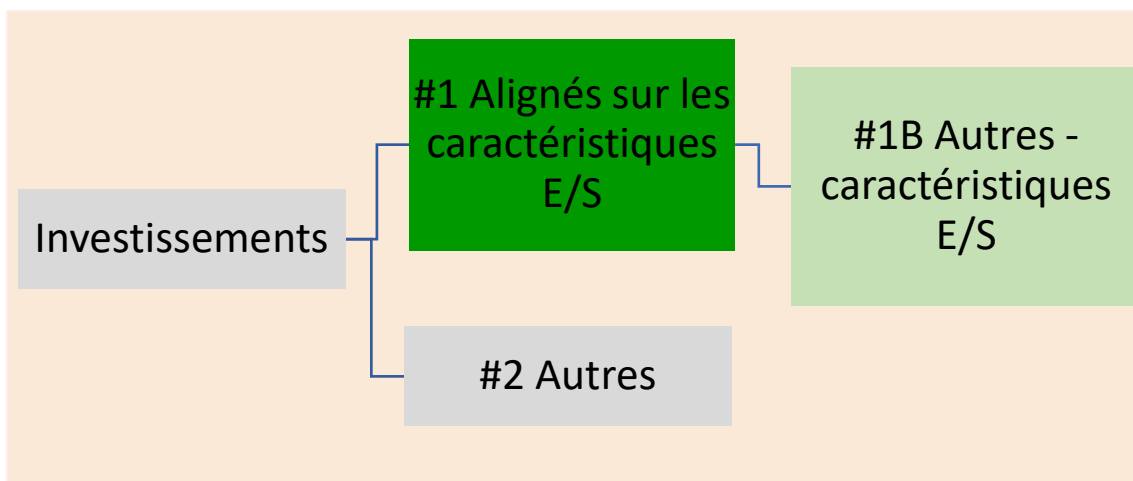 #1 Alignés sur les
caractéristiques
E/S
#1B Autres -
caractéristiques
E/S
Investissements
#2 Autres